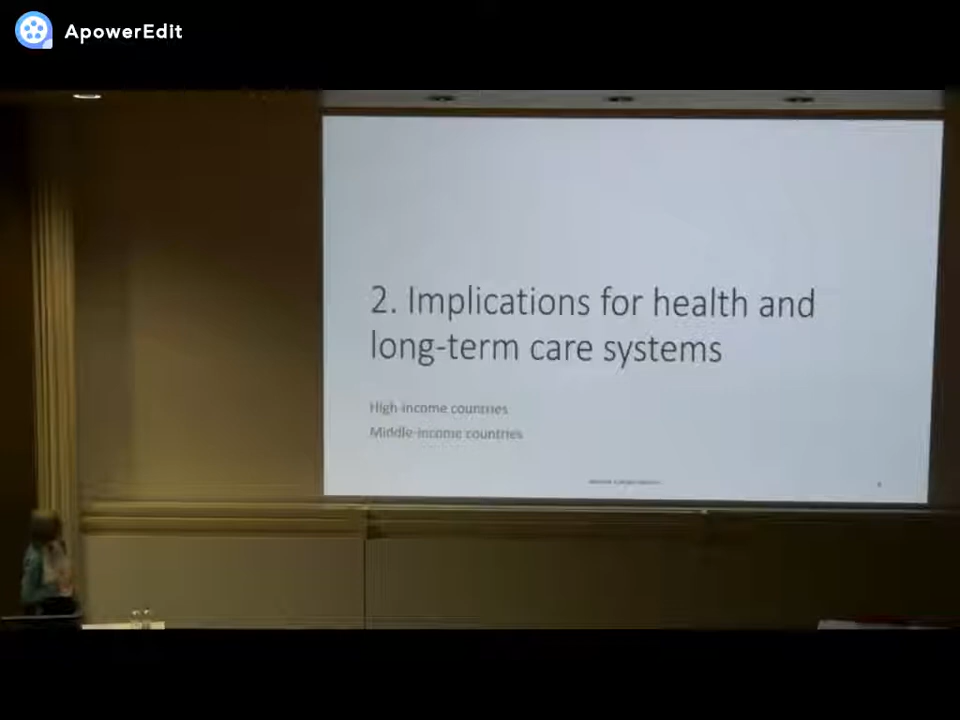 ApowerEdit
2. Implications for health and
long-term care systems
High-income countries
Middle-income countries